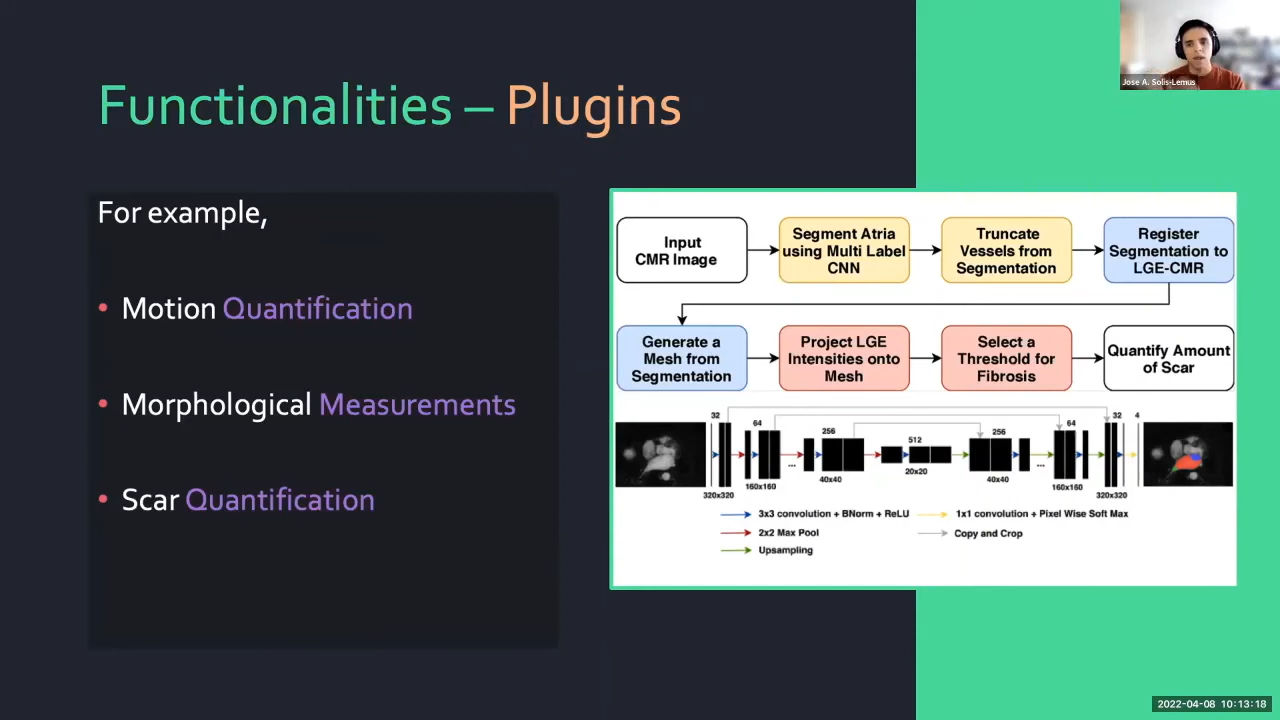 Jose A. Solis-Lemus
Functionalities – Plugins
For example,
• Motion Quantification
• Morphological Measurements
• Scar Quantification
Input
CMR Image
Segment Atria
using Multi Label
CNN
Truncate
Vessels from
Segmentation
Register
Segmentation to
LGE-CMR
Generate a
Mesh from
Segmentation
Project LGE
Intensities onto
Mesh
Select a
Threshold for
Fibrosis
Quantify Amount
of Scar
32
64
256
512
256
64
32
4
320x320
160x160
...
40x40
20x20
40x40
...
160x160
320x320
3x3 convolution + BNorm + ReLU
1x1 convolution + Pixel Wise Soft Max
2x2 Max Pool
Copy and Crop
Upsampling
2022-04-08 10:13:18